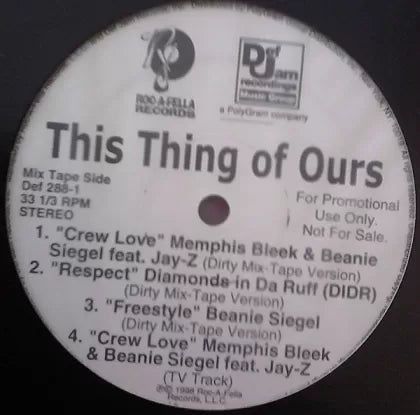 ROC-A-FELLA
RECORDS
Def
Jam
recordings
Music Group
a PolyGram company
This Thing of Ours
Mix Tape Side
Def 288-1
33 1/3 RPM
STEREO
For Promotional
Use Only.
Not For Sale.
1. "Crew Love" Memphis Bleek & Beanie
Siegel feat. Jay-Z (Dirty Mix-Tape Version)
2. "Respect" Diamonds in Da Ruff (DIDR)
(Dirty Mix-Tape Version)
3. "Freestyle" Beanie Siegel
(Dirty Mix-Tape Version)
4. "Crew Love" Memphis Bleek
& Beanie Siegel feat. Jay-Z
(TV Track)
℗© 1998 Roc-A-Fella
Records, L.L.C.